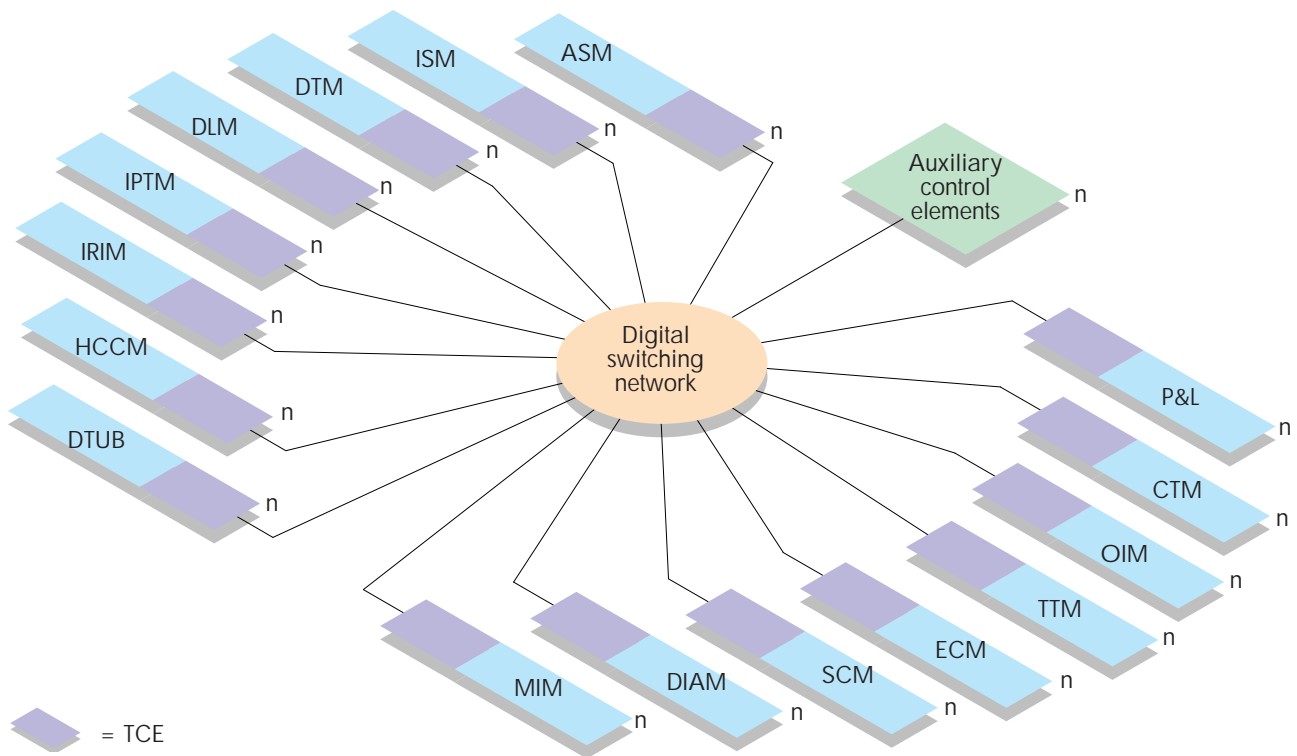 ASM
n
ISM
n
DTM
n
DLM
n
IPTM
n
IRIM
n
HCCM
n
DTUB
n
Auxiliary
control
elements
n
Digital
switching
network
P&L
n
CTM
n
OIM
n
TTM
n
ECM
n
SCM
n
DIAM
n
MIM
n
= TCE